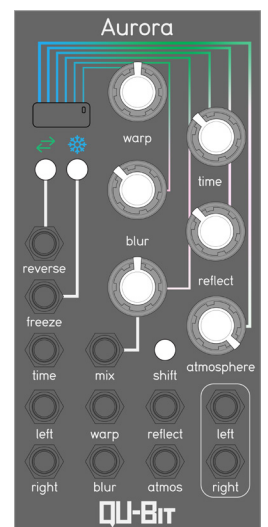 Aurora
warp
time
blur
reverse
reflect
freeze
time
mix
shift
atmosphere
left
warp
reflect
left
right
blur
atmos
right
QU-BIT